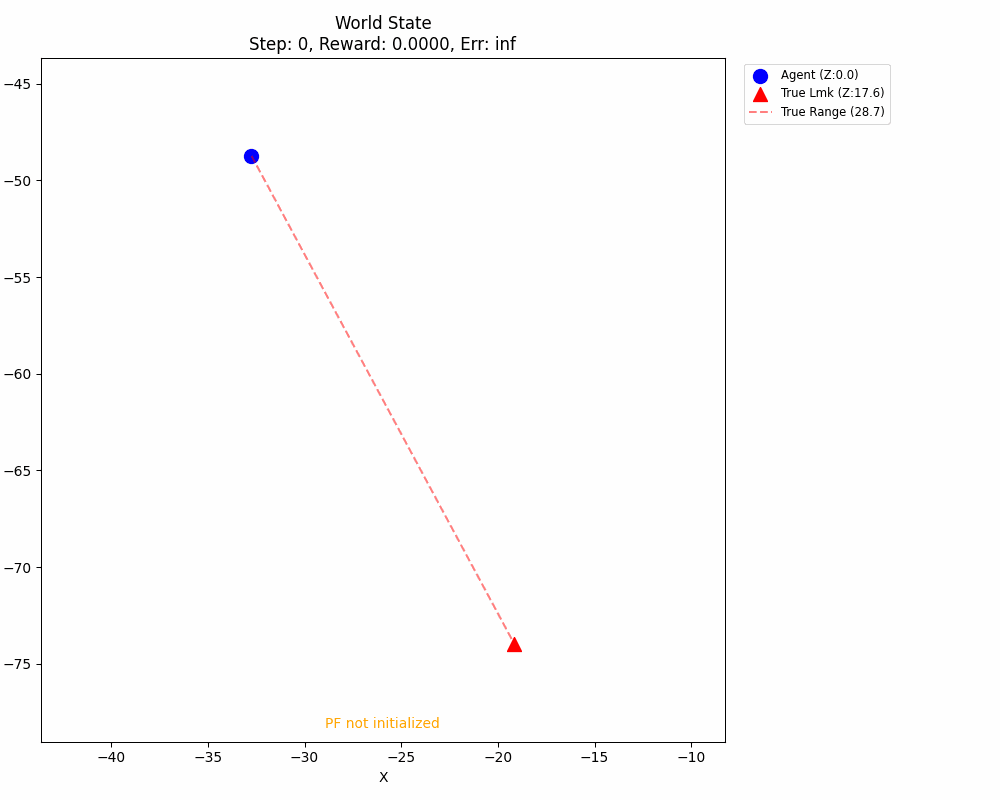 World State
Step: 0, Reward: 0.0000, Err: inf
Agent (Z:0.0)
True Lmk (Z:17.6)
True Range (28.7)
−45
−50
−55
−60
−65
−70
−75
PF not initialized
−40
−35
−30
−25
−20
−15
−10
X